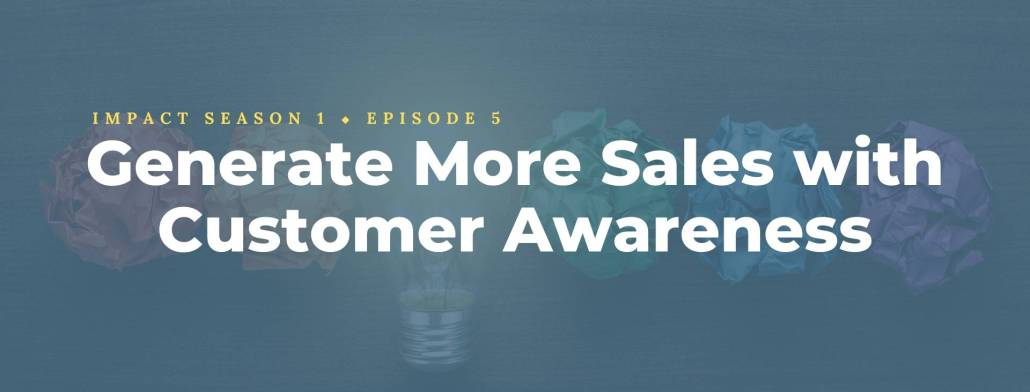 IMPACT SEASON 1 ◆ EPISODE 5
Generate More Sales with
Customer Awareness